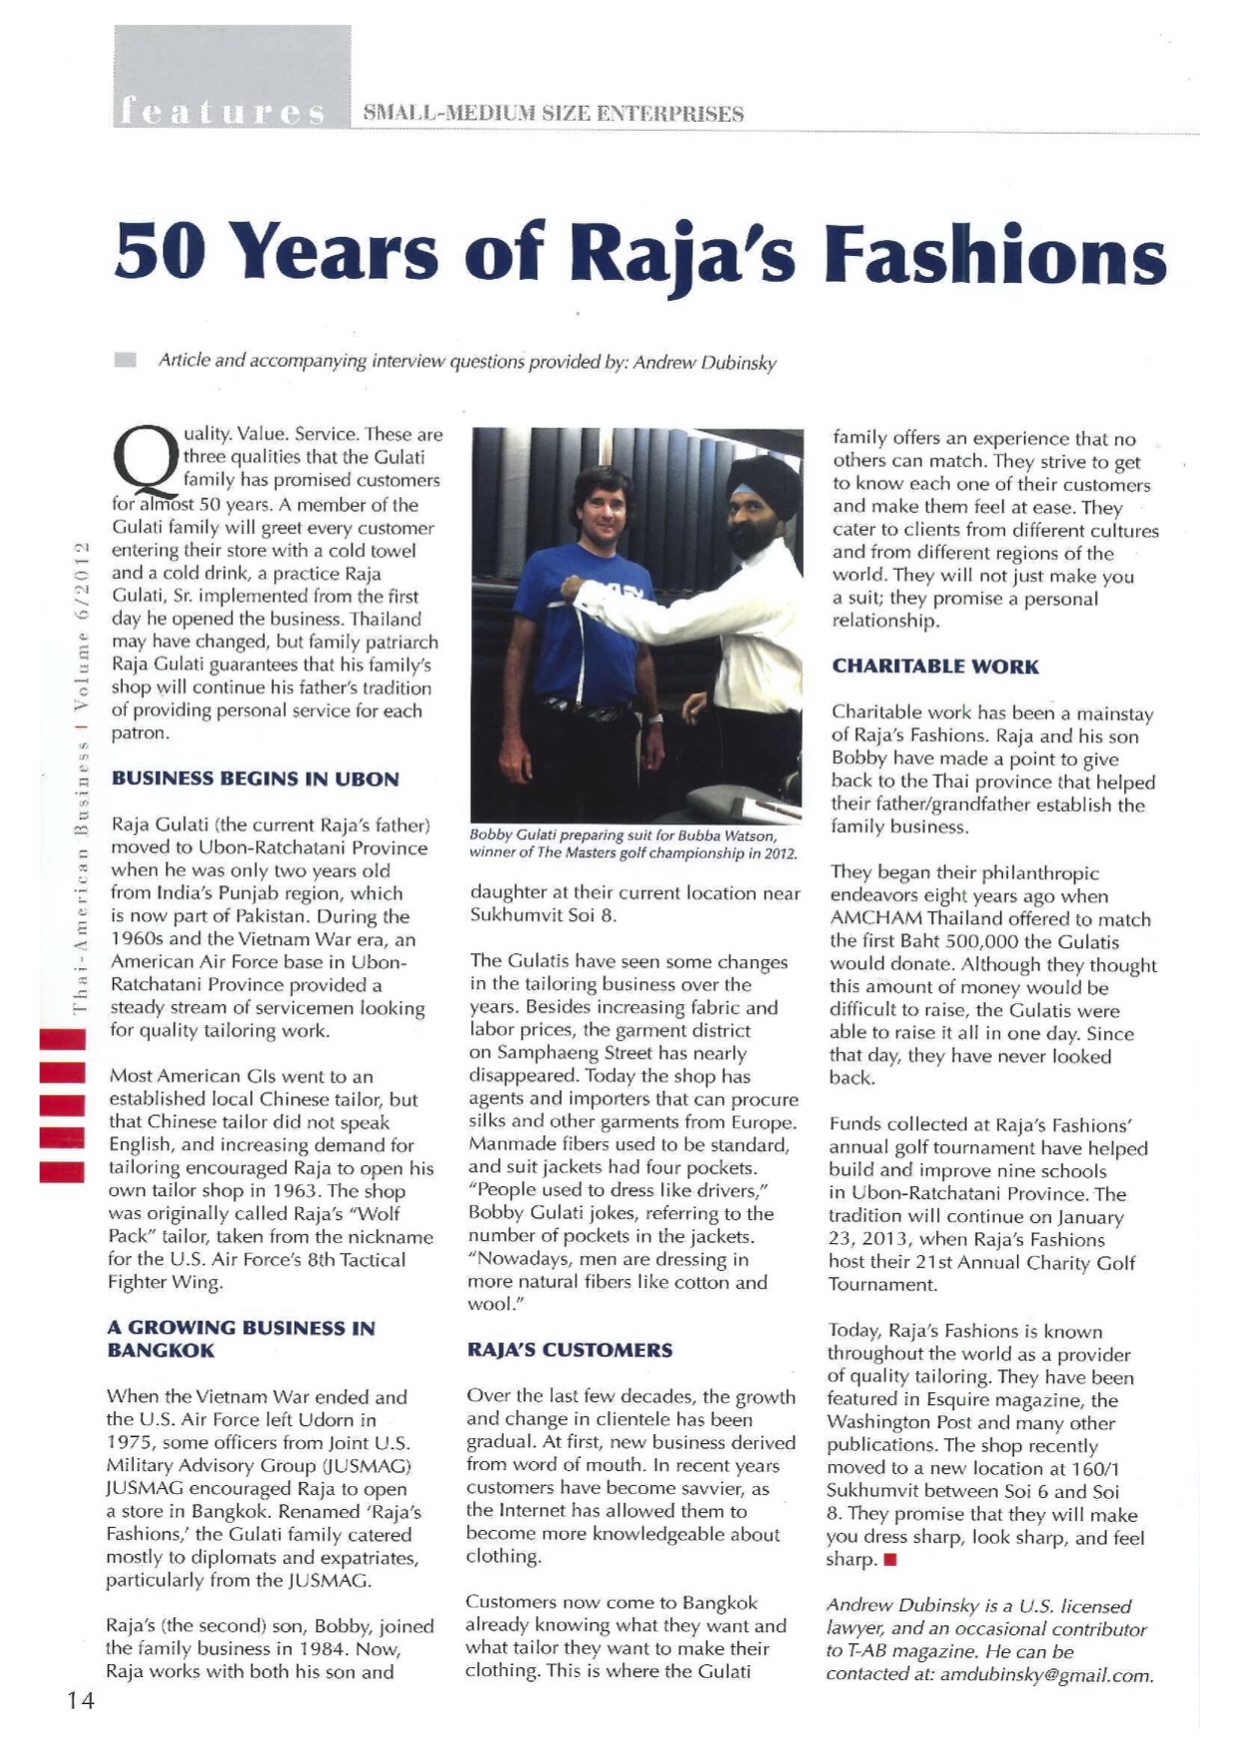 features
SMALL-MEDIUM SIZE ENTERPRISES
50 Years of Raja's Fashions
Article and accompanying interview questions provided by: Andrew Dubinsky
Quality. Value. Service. These are
three qualities that the Gulati
family has promised customers
for almost 50 years. A member of the
Gulati family will greet every customer
entering their store with a cold towel
and a cold drink, a practice Raja
Gulati, Sr. implemented from the first
day he opened the business. Thailand
may have changed, but family patriarch
Raja Gulati guarantees that his family's
shop will continue his father's tradition
of providing personal service for each
patron.
BUSINESS BEGINS IN UBON
Raja Gulati (the current Raja's father)
moved to Ubon-Ratchatani Province
when he was only two years old
from India's Punjab region, which
is now part of Pakistan. During the
1960s and the Vietnam War era, an
American Air Force base in Ubon-
Ratchatani Province provided a
steady stream of servicemen looking
for quality tailoring work.
Most American GIs went to an
established local Chinese tailor, but
that Chinese tailor did not speak
English, and increasing demand for
tailoring encouraged Raja to open his
own tailor shop in 1963. The shop
was originally called Raja's "Wolf
Pack" tailor, taken from the nickname
for the U.S. Air Force's 8th Tactical
Fighter Wing.
A GROWING BUSINESS IN
BANGKOK
When the Vietnam War ended and
the U.S. Air Force left Udorn in
1975, some officers from Joint U.S.
Military Advisory Group (JUSMAG)
JUSMAG encouraged Raja to open
a store in Bangkok. Renamed 'Raja's
Fashions,' the Gulati family catered
mostly to diplomats and expatriates,
particularly from the JUSMAG.
Raja's (the second) son, Bobby, joined
the family business in 1984. Now,
Raja works with both his son and
Bobby Gulati preparing suit for Bubba Watson,
winner of The Masters golf championship in 2012.
daughter at their current location near
Sukhumvit Soi 8.
The Gulatis have seen some changes
in the tailoring business over the
years. Besides increasing fabric and
labor prices, the garment district
on Samphaeng Street has nearly
disappeared. Today the shop has
agents and importers that can procure
silks and other garments from Europe.
Manmade fibers used to be standard,
and suit jackets had four pockets.
"People used to dress like drivers,"
Bobby Gulati jokes, referring to the
number of pockets in the jackets.
"Nowadays, men are dressing in
more natural fibers like cotton and
wool."
RAJA'S CUSTOMERS
Over the last few decades, the growth
and change in clientele has been
gradual. At first, new business derived
from word of mouth. In recent years
customers have become savvier, as
the Internet has allowed them to
become more knowledgeable about
clothing.
Customers now come to Bangkok
already knowing what they want and
what tailor they want to make their
clothing. This is where the Gulati
family offers an experience that no
others can match. They strive to get
to know each one of their customers
and make them feel at ease. They
cater to clients from different cultures
and from different regions of the
world. They will not just make you
a suit; they promise a personal
relationship.
CHARITABLE WORK
Charitable work has been a mainstay
of Raja's Fashions. Raja and his son
Bobby have made a point to give
back to the Thai province that helped
their father/grandfather establish the
family business.
They began their philanthropic
endeavors eight years ago when
AMCHAM Thailand offered to match
the first Baht 500,000 the Gulatis
would donate. Although they thought
this amount of money would be
difficult to raise, the Gulatis were
able to raise it all in one day. Since
that day, they have never looked
back.
Funds collected at Raja's Fashions'
annual golf tournament have helped
build and improve nine schools
in Ubon-Ratchatani Province. The
tradition will continue on January
23, 2013, when Raja's Fashions
host their 21st Annual Charity Golf
Tournament.
Today, Raja's Fashions is known
throughout the world as a provider
of quality tailoring. They have been
featured in Esquire magazine, the
Washington Post and many other
publications. The shop recently
moved to a new location at 160/1
Sukhumvit between Soi 6 and Soi
8. They promise that they will make
you dress sharp, look sharp, and feel
sharp.
Andrew Dubinsky is a U.S. licensed
lawyer, and an occasional contributor
to T-AB magazine. He can be
contacted at: amdubinsky@gmail.com.
Thai-American Business | Volume 6/2012
14